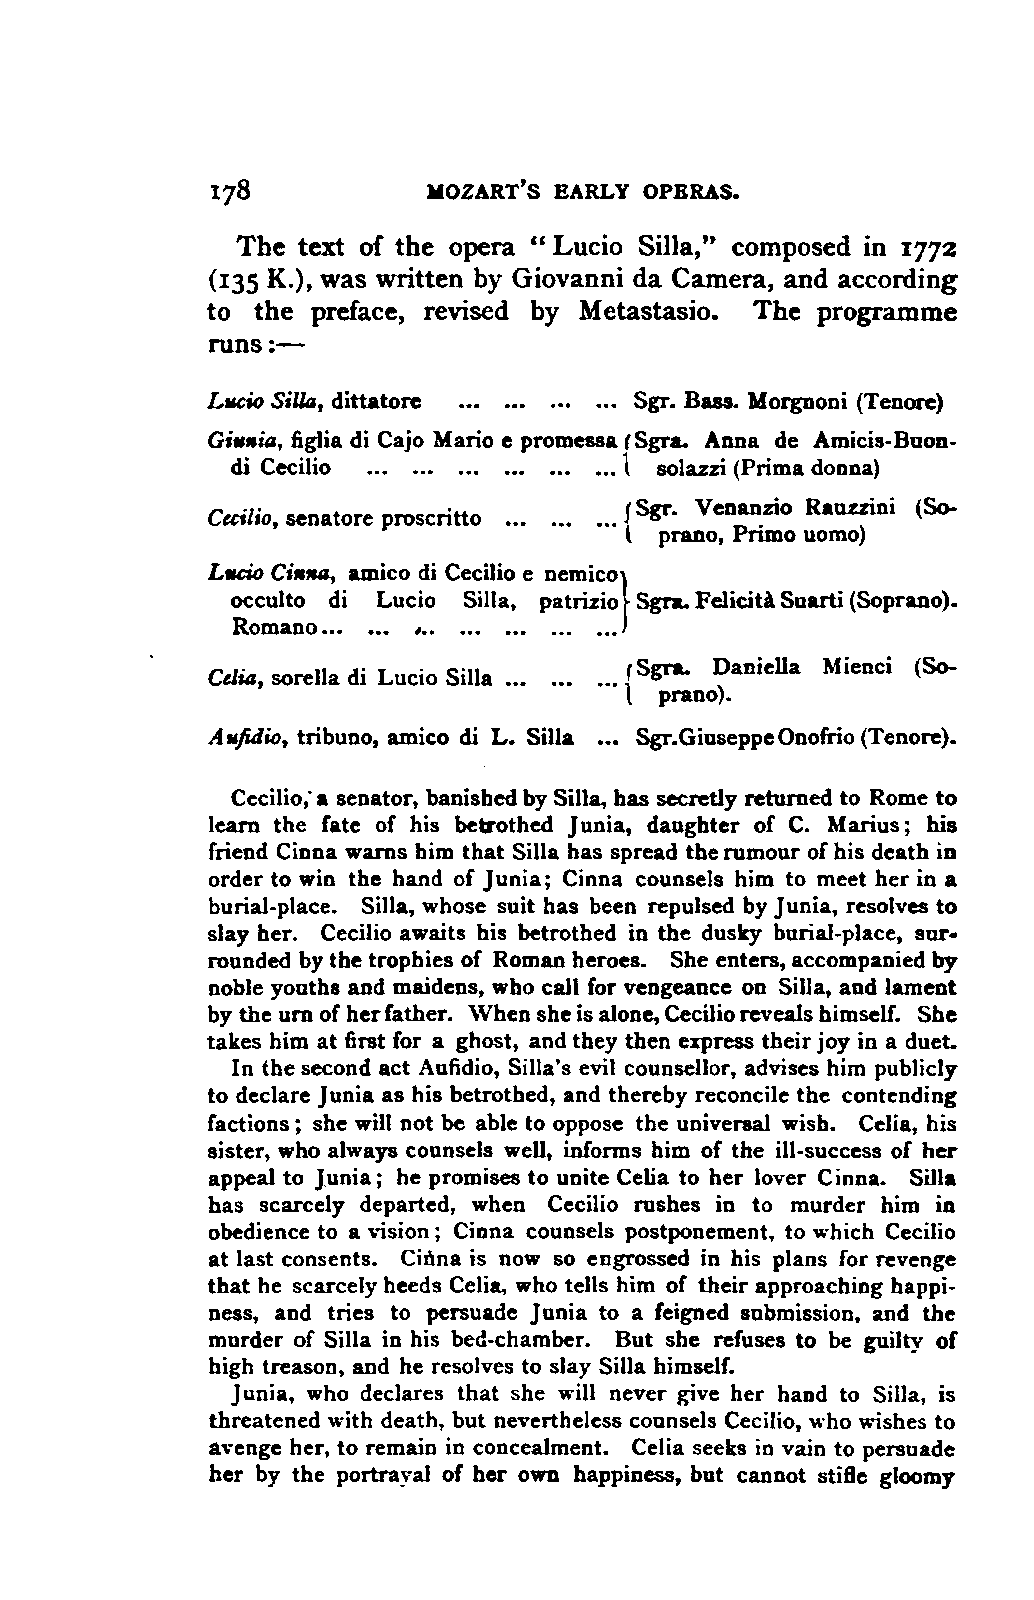 178 MOZART'S EARLY OPERAS.
The text of the opera “Lucio Silla,” composed in 1772
(135 K.), was written by Giovanni da Camera, and according
to the preface, revised by Metastasio. The programme
runs:—
Lucio Silla, dittatore ... ... ... ... Sgr. Bass. Morgnoni (Tenore)
Giunia, figlia di Cajo Mario e promessa { Sgra. Anna de Amicis-Buon-
di Cecilio ... ... ... ... ... ... { solazzi (Prima donna)
Cecilio, senatore proscritto ... ... ... { Sgr. Venanzio Rauzzini (So-
prano, Primo uomo)
Lucio Cinna, amico di Cecilio e nemico }
occulto di Lucio Silla, patrizio } Sgra. Felicità Suarti (Soprano).
Romano... ... ... ... ... ... ... }
Celia, sorella di Lucio Silla ... ... ... { Sgra. Daniella Mienci (So-
prano).
Aufidio, tribuno, amico di L. Silla ... Sgr. Giuseppe Onofrio (Tenore).
Cecilio, a senator, banished by Silla, has secretly returned to Rome to
learn the fate of his betrothed Junia, daughter of C. Marius; his
friend Cinna warns him that Silla has spread the rumour of his death in
order to win the hand of Junia; Cinna counsels him to meet her in a
burial-place. Silla, whose suit has been repulsed by Junia, resolves to
slay her. Cecilio awaits his betrothed in the dusky burial-place, sur-
rounded by the trophies of Roman heroes. She enters, accompanied by
noble youths and maidens, who call for vengeance on Silla, and lament
by the urn of her father. When she is alone, Cecilio reveals himself. She
takes him at first for a ghost, and they then express their joy in a duet.
In the second act Aufidio, Silla's evil counsellor, advises him publicly
to declare Junia as his betrothed, and thereby reconcile the contending
factions; she will not be able to oppose the universal wish. Celia, his
sister, who always counsels well, informs him of the ill-success of her
appeal to Junia; he promises to unite Celia to her lover Cinna. Silla
has scarcely departed, when Cecilio rushes in to murder him in
obedience to a vision; Cinna counsels postponement, to which Cecilio
at last consents. Cinna is now so engrossed in his plans for revenge
that he scarcely heeds Celia, who tells him of their approaching happi-
ness, and tries to persuade Junia to a feigned submission, and the
murder of Silla in his bed-chamber. But she refuses to be guilty of
high treason, and he resolves to slay Silla himself.
Junia, who declares that she will never give her hand to Silla, is
threatened with death, but nevertheless counsels Cecilio, who wishes to
avenge her, to remain in concealment. Celia seeks in vain to persuade
her by the portrayal of her own happiness, but cannot stifle gloomy